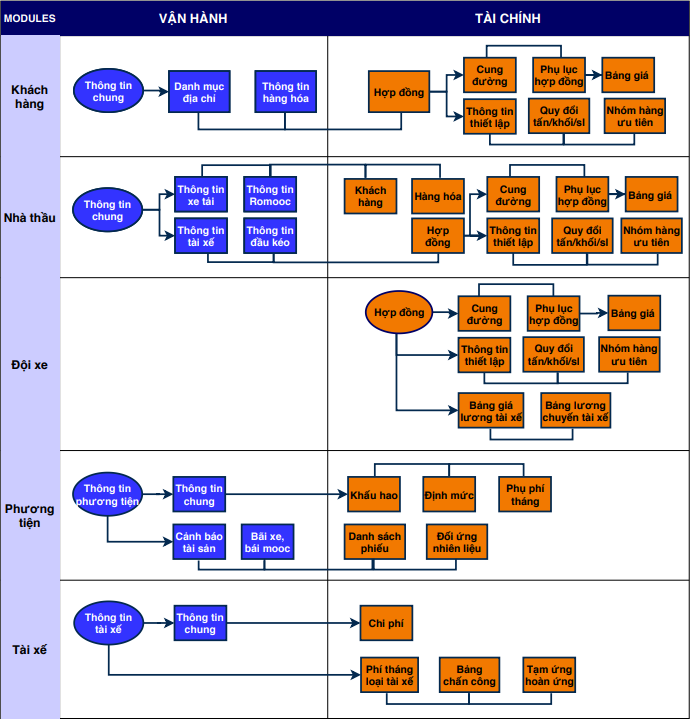 MODULES
VẬN HÀNH
TÀI CHÍNH
Khách
hàng
Thông tin
chung
Danh mục
địa chỉ
Thông tin
hàng hóa
Hợp đồng
Cung
đường
Phụ lục
hợp đồng
Bảng giá
Thông tin
thiết lập
Quy đổi
tấn/khối/sl
Nhóm hàng
ưu tiên
Nhà thầu
Thông tin
chung
Thông tin
xe tải
Thông tin
Romooc
Thông tin
tài xế
Thông tin
đầu kéo
Khách
hàng
Hàng hóa
Hợp
đồng
Cung
đường
Phụ lục
hợp đồng
Bảng giá
Thông tin
thiết lập
Quy đổi
tấn/khối/sl
Nhóm hàng
ưu tiên
Đội xe
Hợp đồng
Cung
đường
Phụ lục
hợp đồng
Bảng giá
Thông tin
thiết lập
Quy đổi
tấn/khối/sl
Nhóm hàng
ưu tiên
Bảng giá
lương tài xế
Bảng lương
chuyến tài xế
Phương
tiện
Thông tin
phương tiện
Thông tin
chung
Cảnh báo
tài sản
Bãi xe,
bãi mooc
Khấu hao
Định mức
Phụ phí
tháng
Danh sách
phiếu
Đối ứng
nhiên liệu
Tài xế
Thông tin
tài xế
Thông tin
chung
Chi phí
Phí tháng
loại tài xế
Bảng
chấn công
Tạm ứng
hoàn ứng